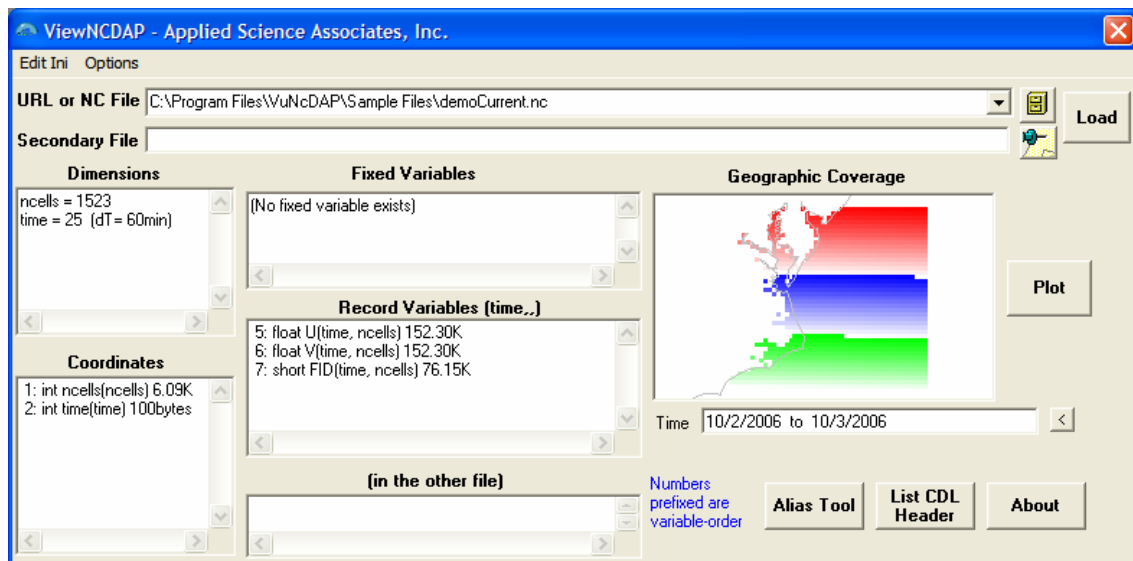 ViewNCDAP - Applied Science Associates, Inc.
Edit Ini Options
URL or NC File C:\Program Files\VuNcDAP\Sample Files\demoCurrent.nc
Load
Secondary File
Dimensions
ncells = 1523
time = 25 (dT= 60min)
Fixed Variables
(No fixed variable exists)
Geographic Coverage
Plot
Record Variables (time,,)
5: float U(time, ncells) 152.30K
6: float V(time, ncells) 152.30K
7: short FID(time, ncells) 76.15K
Coordinates
1: int ncells(ncells) 6.09K
2: int time(time) 100bytes
Time 10/2/2006 to 10/3/2006 <
(in the other file)
Numbers
prefixed are
variable-order
Alias Tool
List CDL
Header
About